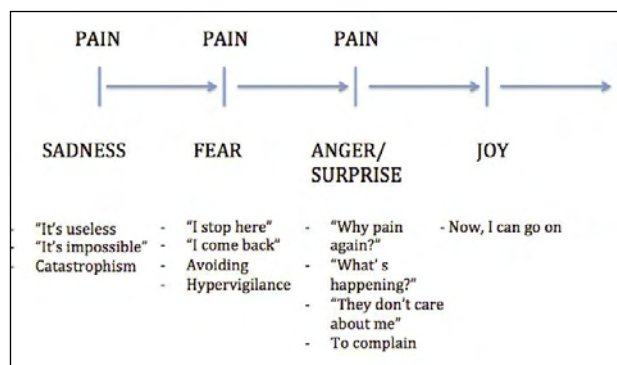 PAIN PAIN PAIN
SADNESS FEAR ANGER/ JOY
SURPRISE
- "It's useless
- "It's impossible"
- Catastrophism
- "I stop here"
- "I come back"
- Avoiding
- Hypervigilance
- "Why pain
again?"
- "What's
happening?"
- "They don't care
about me"
- To complain
- Now, I can go on